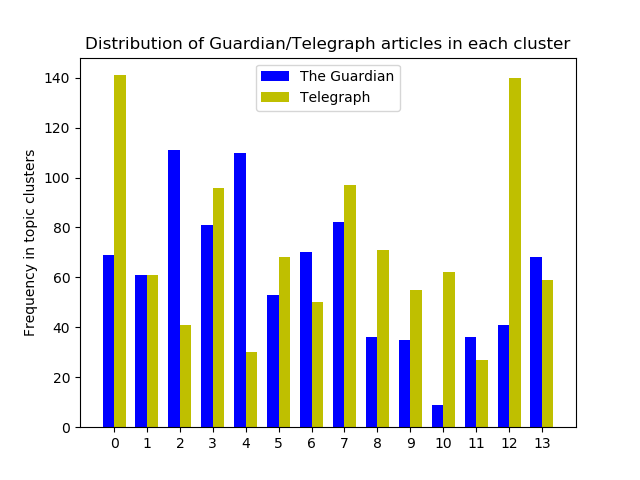 Distribution of Guardian/Telegraph articles in each cluster
The Guardian
Telegraph
Frequency in topic clusters
140
120
100
80
60
40
20
0
0 1 2 3 4 5 6 7 8 9 10 11 12 13